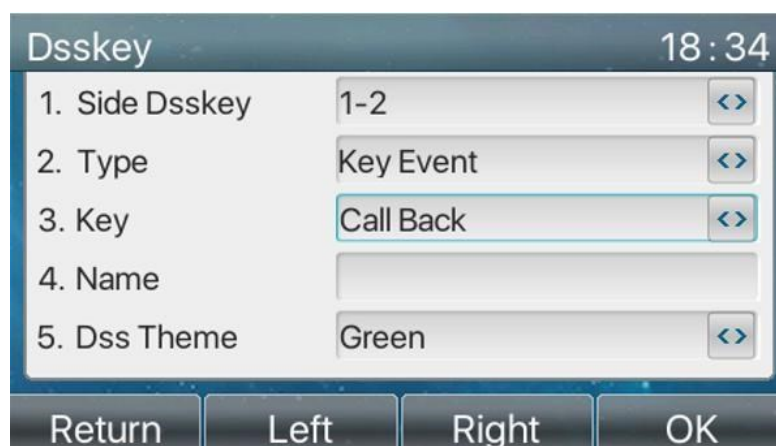 Dsskey 18:34
1. Side Dsskey 1-2 <>
2. Type Key Event <>
3. Key Call Back <>
4. Name
5. Dss Theme Green <>
Return Left Right OK